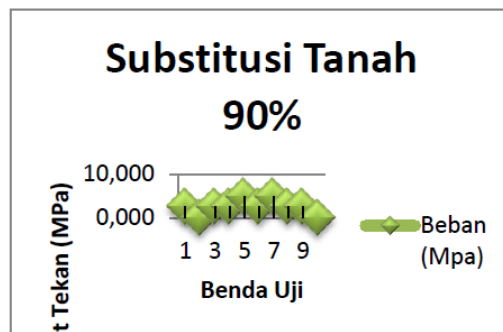 Substitusi Tanah
90%
10,000
0,000
t Tekan (MPa)
1 3 5 7 9
Benda Uji
Beban
(Mpa)